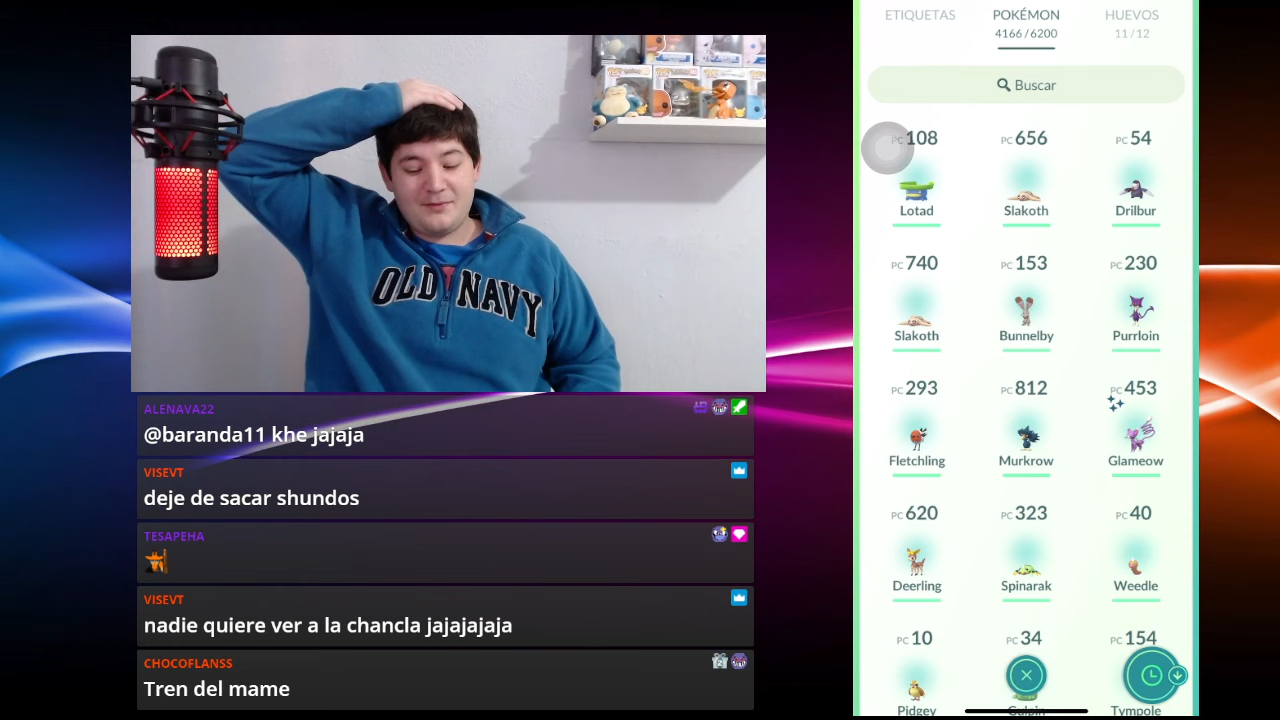 ETIQUETAS POKÉMON HUEVOS
4166 / 6200 11 / 12
Buscar
PC 108 PC 656 PC 54
Lotad Slakoth Drilbur
PC 740 PC 153 PC 230
Slakoth Bunnelby Purrloin
PC 293 PC 812 PC 453
Fletchling Murkrow Glameow
PC 620 PC 323 PC 40
Deerling Spinarak Weedle
PC 10 PC 34 PC 154
Pidgey Gulpin Tympole
OLD NAVY
ALENAVA22
@baranda11 khe jajaja
VISEVT
deje de sacar shundos
TESAPEHA
VISEVT
nadie quiere ver a la chancla jajajajaja
CHOCOFLANSS
Tren del mame